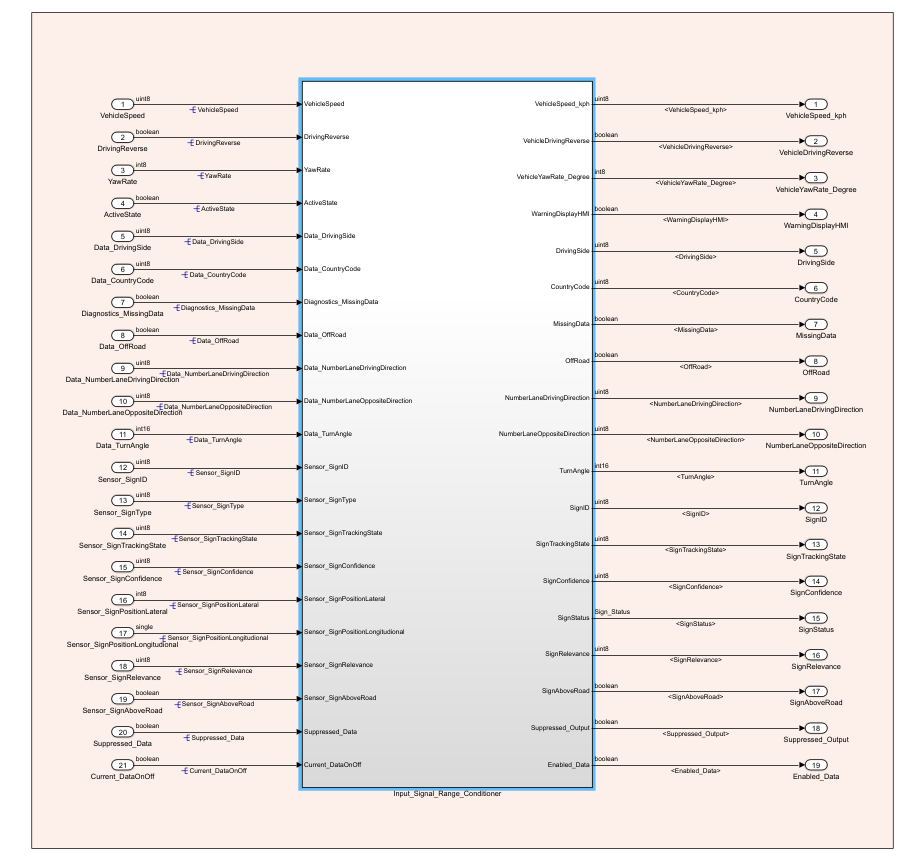 1 uint8 VehicleSpeed VehicleSpeed
2 boolean DrivingReverse DrivingReverse
3 int8 YawRate YawRate
4 boolean ActiveState ActiveState
5 uint8 Data_DrivingSide Data_DrivingSide
6 uint8 Data_CountryCode Data_CountryCode
7 boolean Diagnostics_MissingData Diagnostics_MissingData
8 boolean Data_OffRoad Data_OffRoad
9 uint8 Data_NumberLaneDrivingDirection Data_NumberLaneDrivingDirection
10 uint8 Data_NumberLaneOppositeDirection Data_NumberLaneOppositeDirection
11 int16 Data_TurnAngle Data_TurnAngle
12 uint8 Sensor_SignID Sensor_SignID
13 uint8 Sensor_SignType Sensor_SignType
14 uint8 Sensor_SignTrackingState Sensor_SignTrackingState
15 uint8 Sensor_SignConfidence Sensor_SignConfidence
16 int8 Sensor_SignPositionLateral Sensor_SignPositionLateral
17 single Sensor_SignPositionLongitudional Sensor_SignPositionLongitudional
18 uint8 Sensor_SignRelevance Sensor_SignRelevance
19 boolean Sensor_SignAboveRoad Sensor_SignAboveRoad
20 boolean Suppressed_Data Suppressed_Data
21 boolean Current_DataOnOff Current_DataOnOff
VehicleSpeed
DrivingReverse
YawRate
ActiveState
Data_DrivingSide
Data_CountryCode
Diagnostics_MissingData
Data_OffRoad
Data_NumberLaneDrivingDirection
Data_NumberLaneOppositeDirection
Data_TurnAngle
Sensor_SignID
Sensor_SignType
Sensor_SignTrackingState
Sensor_SignConfidence
Sensor_SignPositionLateral
Sensor_SignPositionLongitudional
Sensor_SignRelevance
Sensor_SignAboveRoad
Suppressed_Data
Current_DataOnOff
VehicleSpeed_kph
VehicleDrivingReverse
VehicleYawRate_Degree
WarningDisplayHMI
DrivingSide
CountryCode
MissingData
OffRoad
NumberLaneDrivingDirection
NumberLaneOppositeDirection
TurnAngle
SignID
SignTrackingState
SignConfidence
SignStatus
SignRelevance
SignAboveRoad
Suppressed_Output
Enabled_Data
Input_Signal_Range_Conditioner
uint8 <VehicleSpeed_kph> 1 VehicleSpeed_kph
boolean <VehicleDrivingReverse> 2 VehicleDrivingReverse
int8 <VehicleYawRate_Degree> 3 VehicleYawRate_Degree
boolean <WarningDisplayHMI> 4 WarningDisplayHMI
uint8 <DrivingSide> 5 DrivingSide
uint8 <CountryCode> 6 CountryCode
boolean <MissingData> 7 MissingData
boolean <OffRoad> 8 OffRoad
uint8 <NumberLaneDrivingDirection> 9 NumberLaneDrivingDirection
uint8 <NumberLaneOppositeDirection> 10 NumberLaneOppositeDirection
int16 <TurnAngle> 11 TurnAngle
uint8 <SignID> 12 SignID
uint8 <SignTrackingState> 13 SignTrackingState
uint8 <SignConfidence> 14 SignConfidence
Sign_Status <SignStatus> 15 SignStatus
uint8 <SignRelevance> 16 SignRelevance
boolean <SignAboveRoad> 17 SignAboveRoad
boolean <Suppressed_Output> 18 Suppressed_Output
boolean <Enabled_Data> 19 Enabled_Data